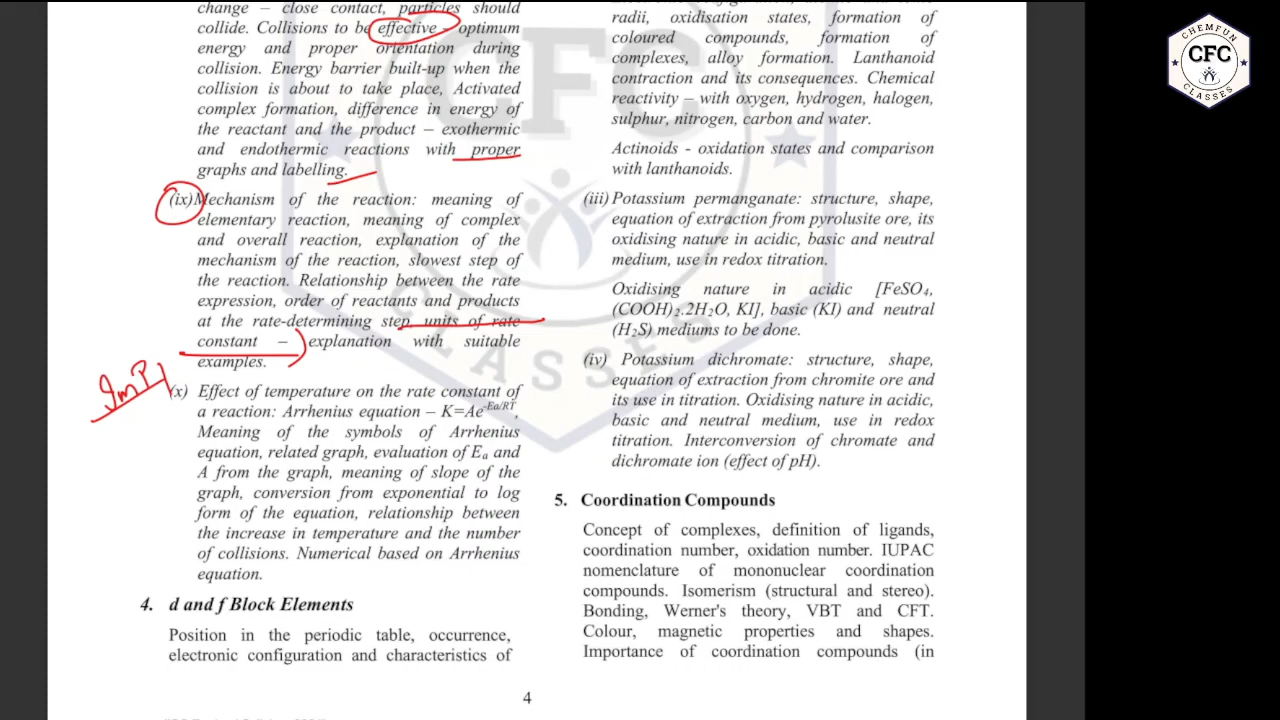 change – close contact, particles should
collide. Collisions to be effective – optimum
energy and proper orientation during
collision. Energy barrier built-up when the
collision is about to take place, Activated
complex formation, difference in energy of
the reactant and the product – exothermic
and endothermic reactions with proper
graphs and labelling.
(ix) Mechanism of the reaction: meaning of
elementary reaction, meaning of complex
and overall reaction, explanation of the
mechanism of the reaction, slowest step of
the reaction. Relationship between the rate
expression, order of reactants and products
at the rate-determining step, units of rate
constant – explanation with suitable
examples.
Imp
(x) Effect of temperature on the rate constant of
a reaction: Arrhenius equation – K=Ae-Ea/RT,
Meaning of the symbols of Arrhenius
equation, related graph, evaluation of Ea and
A from the graph, meaning of slope of the
graph, conversion from exponential to log
form of the equation, relationship between
the increase in temperature and the number
of collisions. Numerical based on Arrhenius
equation.
4. d and f Block Elements
Position in the periodic table, occurrence,
electronic configuration and characteristics of
radii, oxidisation states, formation of
coloured compounds, formation of
complexes, alloy formation. Lanthanoid
contraction and its consequences. Chemical
reactivity – with oxygen, hydrogen, halogen,
sulphur, nitrogen, carbon and water.
Actinoids - oxidation states and comparison
with lanthanoids.
(iii) Potassium permanganate: structure, shape,
equation of extraction from pyrolusite ore, its
oxidising nature in acidic, basic and neutral
medium, use in redox titration.
Oxidising nature in acidic [FeSO4,
(COOH)2.2H2O, KI], basic (KI) and neutral
(H2S) mediums to be done.
(iv) Potassium dichromate: structure, shape,
equation of extraction from chromite ore and
its use in titration. Oxidising nature in acidic,
basic and neutral medium, use in redox
titration. Interconversion of chromate and
dichromate ion (effect of pH).
5. Coordination Compounds
Concept of complexes, definition of ligands,
coordination number, oxidation number. IUPAC
nomenclature of mononuclear coordination
compounds. Isomerism (structural and stereo).
Bonding, Werner's theory, VBT and CFT.
Colour, magnetic properties and shapes.
Importance of coordination compounds (in
4
CHEMFUN
CFC
CLASSES
CFC
CLASSES